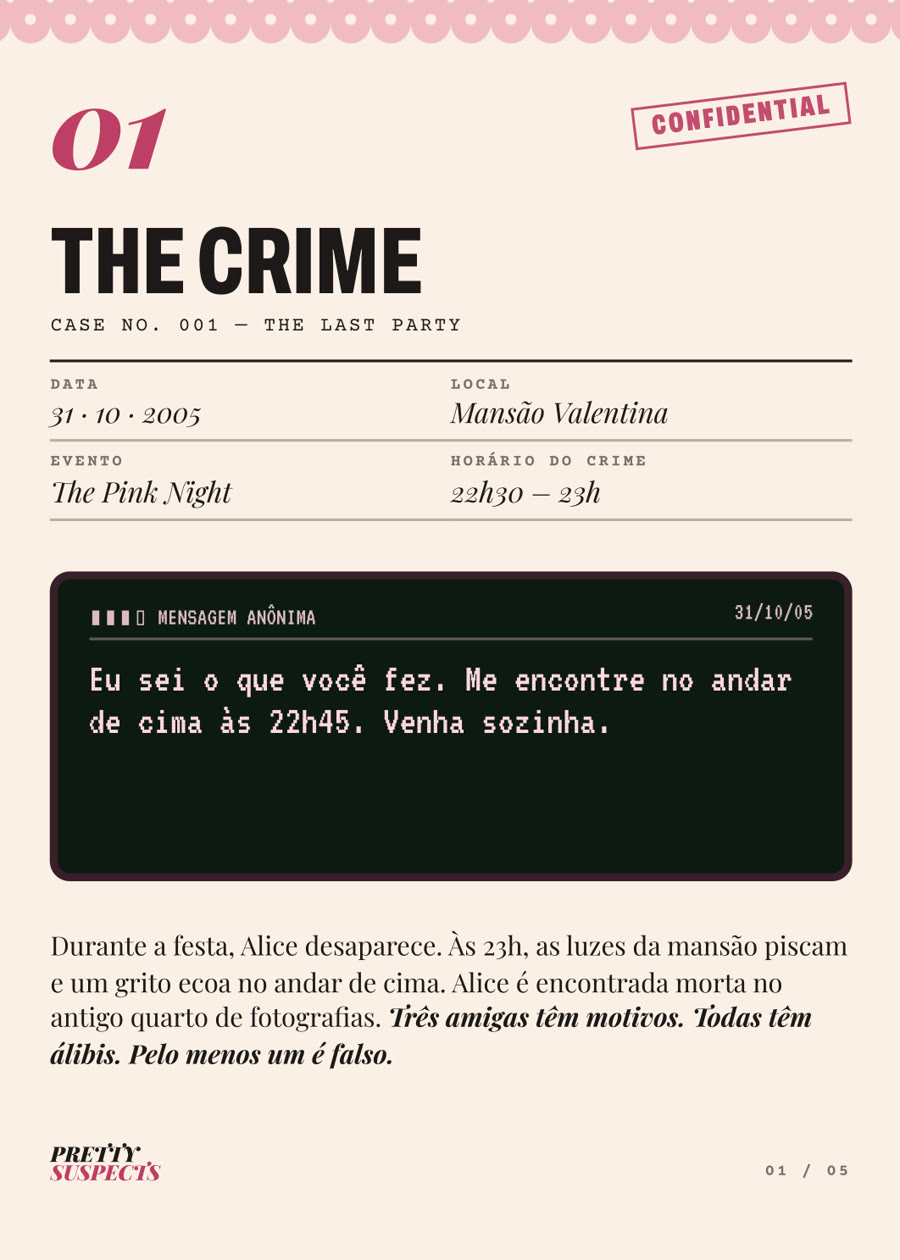 01
CONFIDENTIAL
THE CRIME
CASE NO. 001 — THE LAST PARTY
DATA
31 · 10 · 2005
LOCAL
Mansão Valentina
EVENTO
The Pink Night
HORÁRIO DO CRIME
22h30 — 23h
▮▮▮▯ MENSAGEM ANÔNIMA
31/10/05
Eu sei o que você fez. Me encontre no andar
de cima às 22h45. Venha sozinha.
Durante a festa, Alice desaparece. Às 23h, as luzes da mansão piscam
e um grito ecoa no andar de cima. Alice é encontrada morta no
antigo quarto de fotografias. Três amigas têm motivos. Todas têm
álibis. Pelo menos um é falso.
PRETTY
SUSPECTS
01 / 05